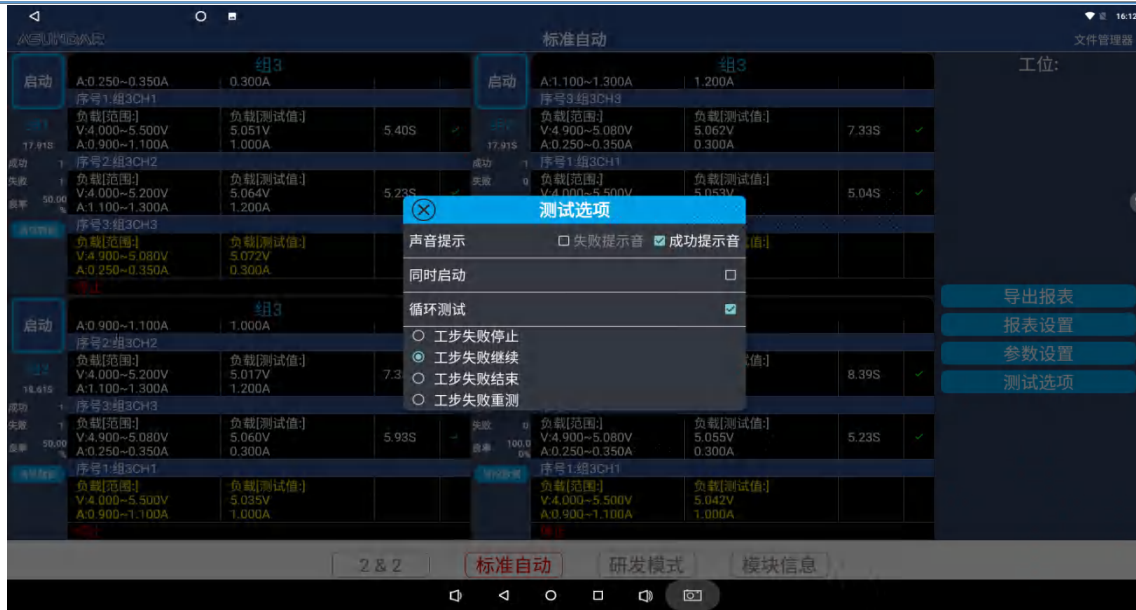 16:12
ASUNDAR
标准自动
文件管理器
启动
组3
A:0.250~0.350A 0.300A
序号1:组3CH1
负载[范围:] 负载[测试值:]
V:4.000~5.500V 5.051V 5.40S
A:0.900~1.100A 1.000A
17.91S
成功 1
序号2:组3CH2
失败 1
负载[范围:] 负载[测试值:]
V:4.000~5.200V 5.064V 5.23S
A:1.100~1.300A 1.200A
良率 50.00%
序号3:组3CH3
负载[范围:] 负载[测试值:]
V:4.900~5.080V 5.072V
A:0.250~0.350A 0.300A
停止
启动
组3
A:1.100~1.300A 1.200A
序号3:组3CH3
负载[范围:] 负载[测试值:]
V:4.900~5.080V 5.062V 7.33S
A:0.250~0.350A 0.300A
17.91S
成功 1
序号1:组3CH1
失败 0
负载[范围:] 负载[测试值:]
V:4.000~5.500V 5.053V 5.04S
值:]
工位:
测试选项
声音提示 失败提示音 成功提示音
同时启动
循环测试
工步失败停止
工步失败继续
工步失败结束
工步失败重测
启动
组3
A:0.900~1.100A 1.000A
序号2:组3CH2
负载[范围:] 负载[测试值:]
V:4.000~5.200V 5.017V 7.3
A:1.100~1.300A 1.200A
18.61S
成功 1
序号3:组3CH3
失败 1
负载[范围:] 负载[测试值:]
V:4.900~5.080V 5.060V 5.93S
A:0.250~0.350A 0.300A
良率 50.00%
序号1:组3CH1
负载[范围:] 负载[测试值:]
V:4.000~5.500V 5.035V
A:0.900~1.100A 1.000A
值:]
8.39S
失败 0
负载[范围:] 负载[测试值:]
V:4.900~5.080V 5.055V 5.23S
A:0.250~0.350A 0.300A
良率 100.00%
序号1:组3CH1
负载[范围:] 负载[测试值:]
V:4.000~5.500V 5.042V
A:0.900~1.100A 1.000A
导出报表
报表设置
参数设置
测试选项
2 & 2 标准自动 研发模式 模块信息